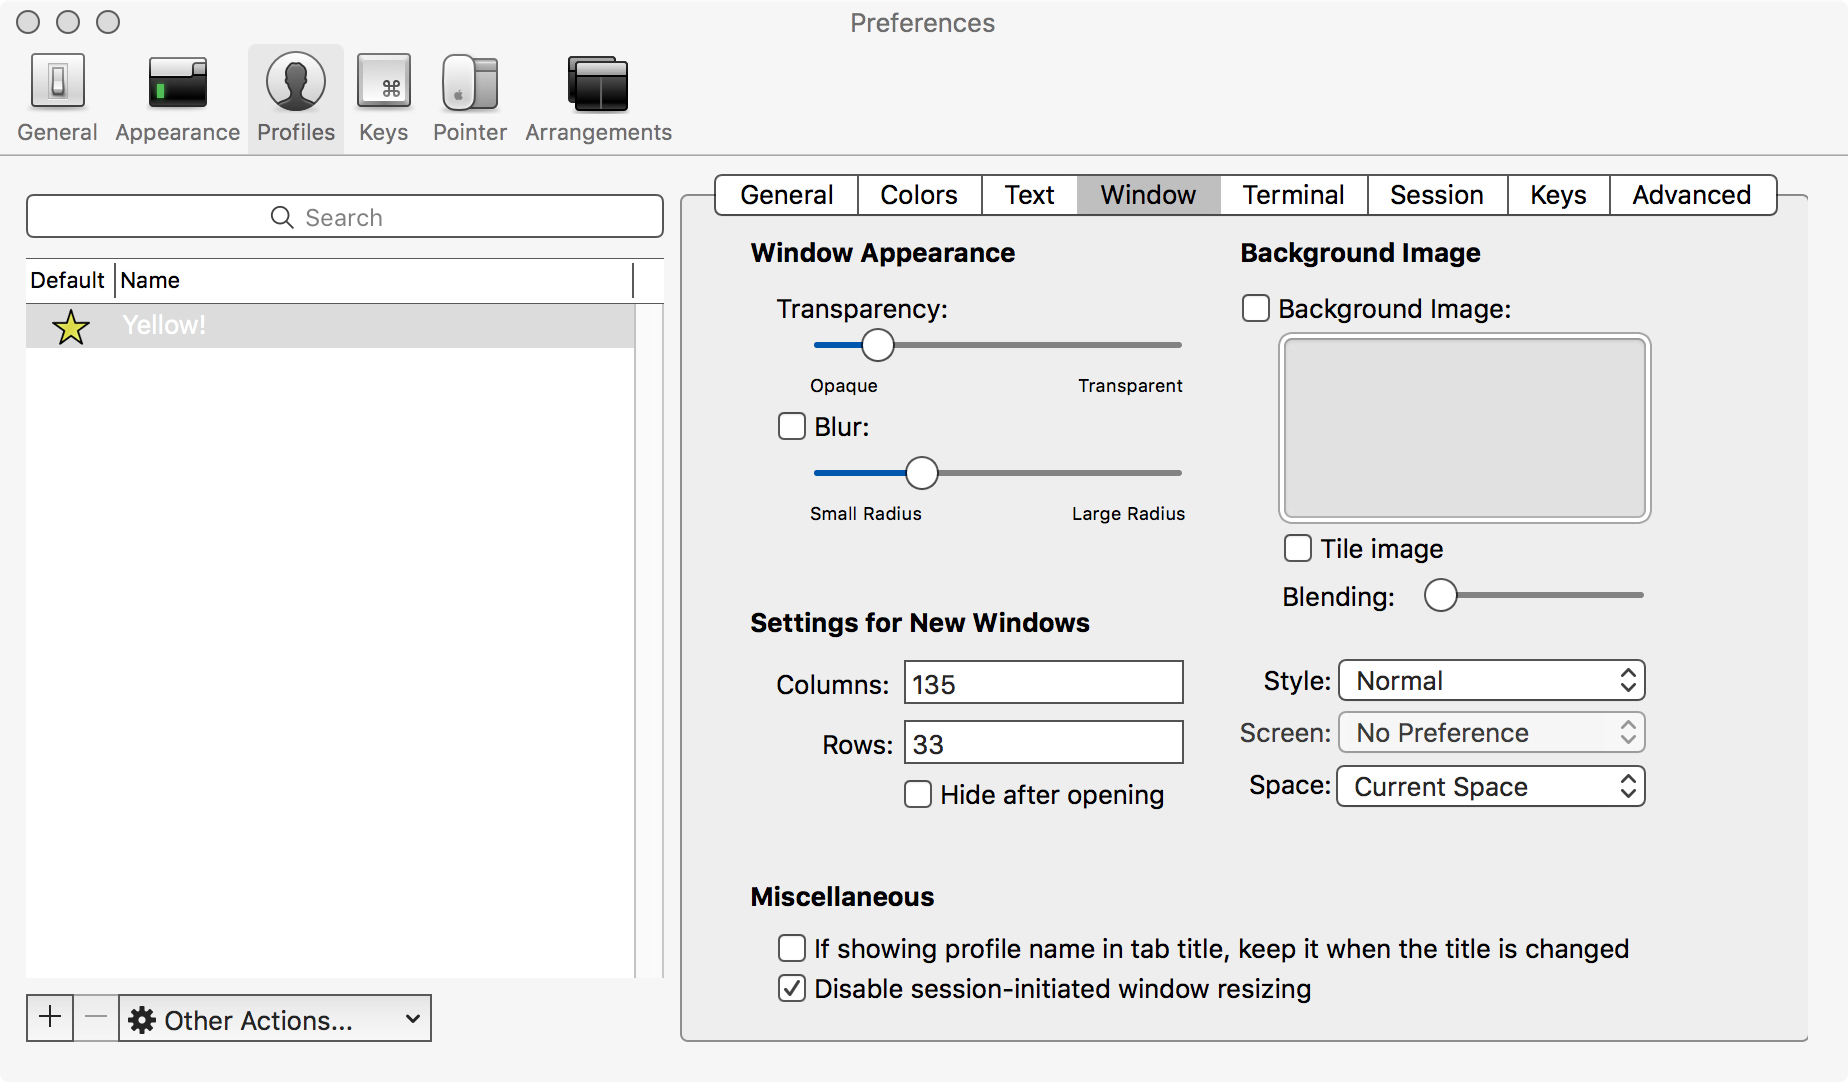 Preferences
General Appearance Profiles Keys Pointer Arrangements
Search
Default Name
Yellow!
Other Actions...
General Colors Text Window Terminal Session Keys Advanced
Window Appearance
Transparency:
Opaque Transparent
Blur:
Small Radius Large Radius
Background Image
Background Image:
Tile image
Blending:
Settings for New Windows
Columns: 135
Rows: 33
Hide after opening
Style: Normal
Screen: No Preference
Space: Current Space
Miscellaneous
If showing profile name in tab title, keep it when the title is changed
Disable session-initiated window resizing